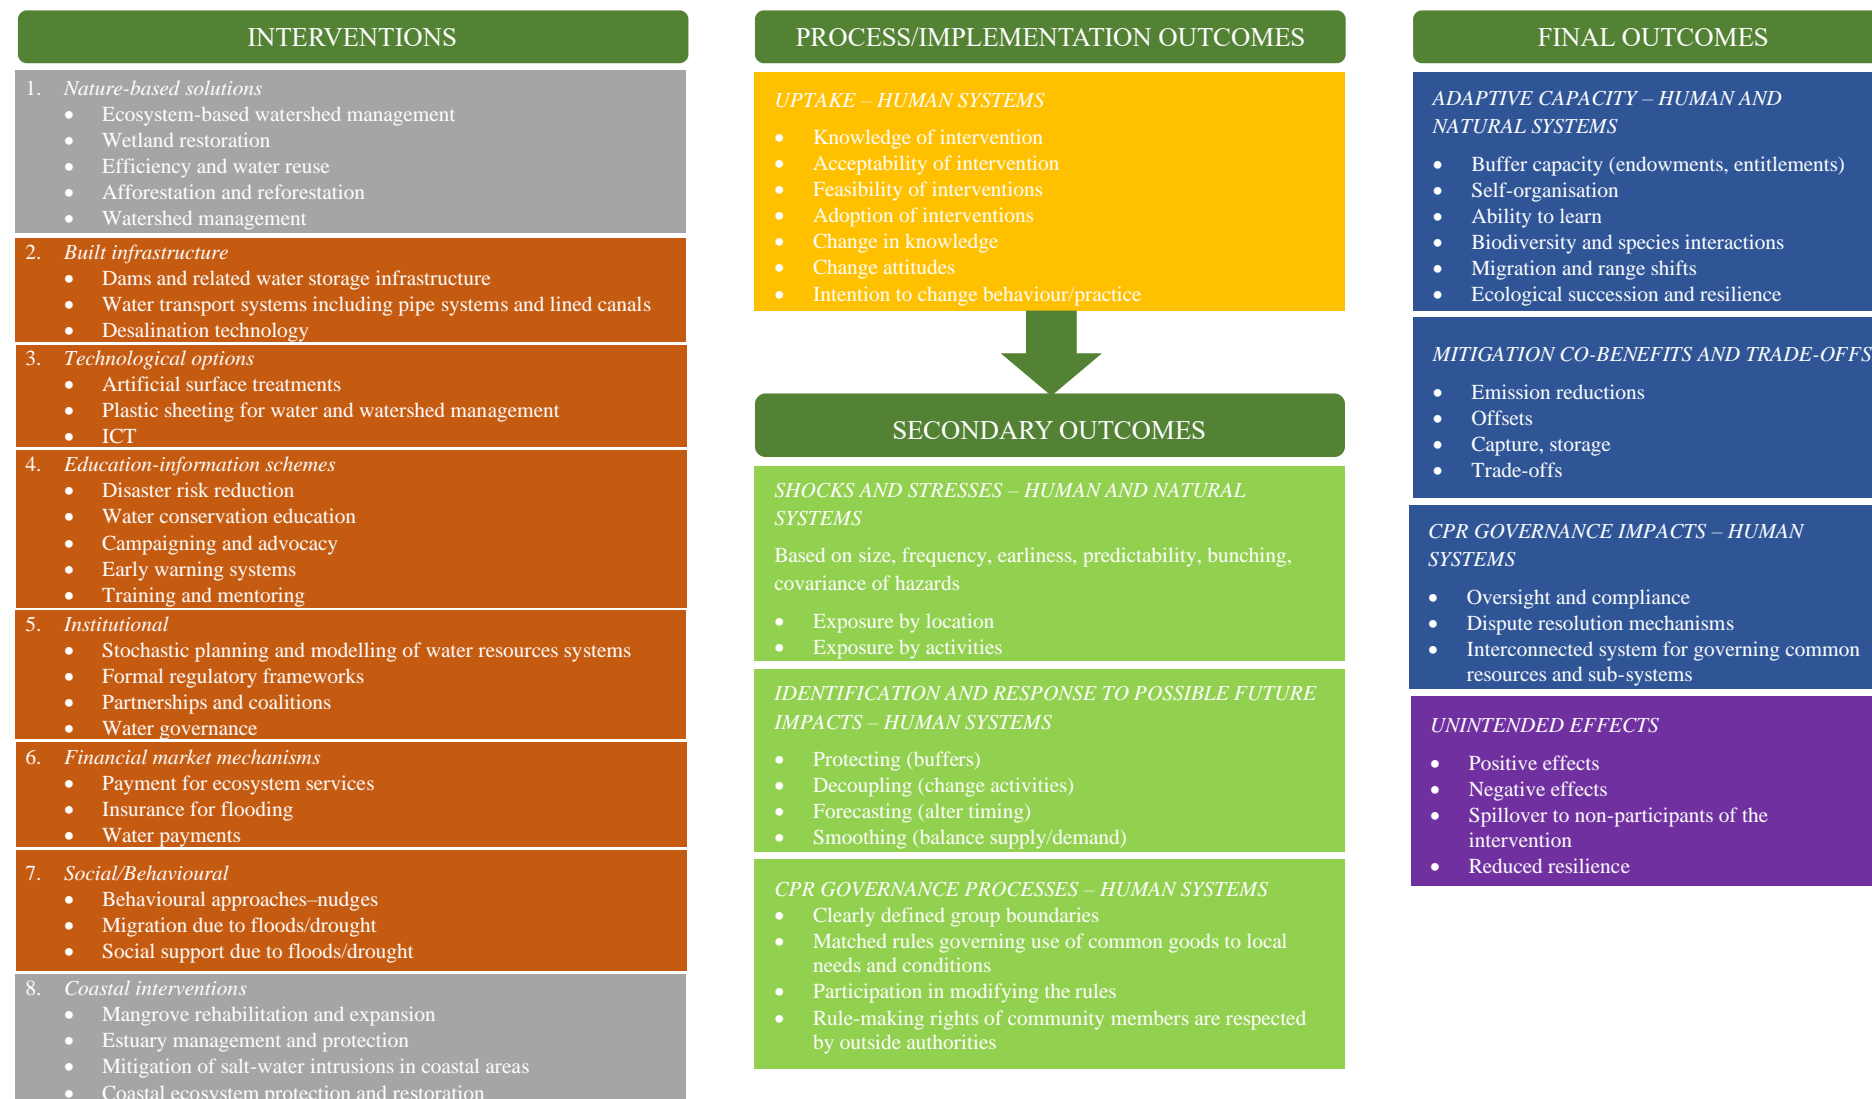 INTERVENTIONS
1. Nature-based solutions
• Ecosystem-based watershed management
• Wetland restoration
• Efficiency and water reuse
• Afforestation and reforestation
• Watershed management
2. Built infrastructure
• Dams and related water storage infrastructure
• Water transport systems including pipe systems and lined canals
• Desalination technology
3. Technological options
• Artificial surface treatments
• Plastic sheeting for water and watershed management
• ICT
4. Education-information schemes
• Disaster risk reduction
• Water conservation education
• Campaigning and advocacy
• Early warning systems
• Training and mentoring
5. Institutional
• Stochastic planning and modelling of water resources systems
• Formal regulatory frameworks
• Partnerships and coalitions
• Water governance
6. Financial market mechanisms
• Payment for ecosystem services
• Insurance for flooding
• Water payments
7. Social/Behavioural
• Behavioural approaches–nudges
• Migration due to floods/drought
• Social support due to floods/drought
8. Coastal interventions
• Mangrove rehabilitation and expansion
• Estuary management and protection
• Mitigation of salt-water intrusions in coastal areas
• Coastal ecosystem protection and restoration
PROCESS/IMPLEMENTATION OUTCOMES
UPTAKE – HUMAN SYSTEMS
• Knowledge of intervention
• Acceptability of intervention
• Feasibility of interventions
• Adoption of interventions
• Change in knowledge
• Change attitudes
• Intention to change behaviour/practice
SECONDARY OUTCOMES
SHOCKS AND STRESSES – HUMAN AND NATURAL
SYSTEMS
Based on size, frequency, earliness, predictability, bunching,
covariance of hazards
• Exposure by location
• Exposure by activities
IDENTIFICATION AND RESPONSE TO POSSIBLE FUTURE
IMPACTS – HUMAN SYSTEMS
• Protecting (buffers)
• Decoupling (change activities)
• Forecasting (alter timing)
• Smoothing (balance supply/demand)
CPR GOVERNANCE PROCESSES – HUMAN SYSTEMS
• Clearly defined group boundaries
• Matched rules governing use of common goods to local
needs and conditions
• Participation in modifying the rules
• Rule-making rights of community members are respected
by outside authorities
FINAL OUTCOMES
ADAPTIVE CAPACITY – HUMAN AND
NATURAL SYSTEMS
• Buffer capacity (endowments, entitlements)
• Self-organisation
• Ability to learn
• Biodiversity and species interactions
• Migration and range shifts
• Ecological succession and resilience
MITIGATION CO-BENEFITS AND TRADE-OFFS
• Emission reductions
• Offsets
• Capture, storage
• Trade-offs
CPR GOVERNANCE IMPACTS – HUMAN
SYSTEMS
• Oversight and compliance
• Dispute resolution mechanisms
• Interconnected system for governing common
resources and sub-systems
UNINTENDED EFFECTS
• Positive effects
• Negative effects
• Spillover to non-participants of the
intervention
• Reduced resilience